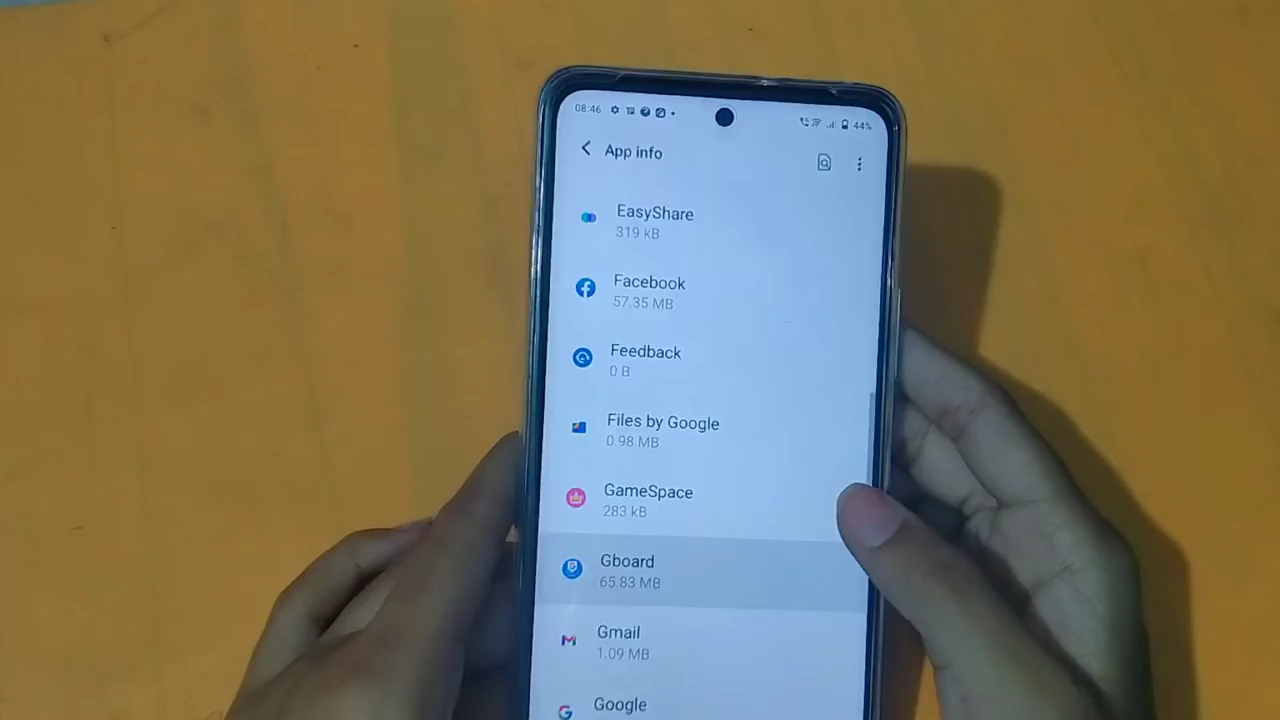 08:46 44%
App info
EasyShare
319 kB
Facebook
57.35 MB
Feedback
0 B
Files by Google
0.98 MB
GameSpace
283 kB
Gboard
65.83 MB
Gmail
1.09 MB
Google